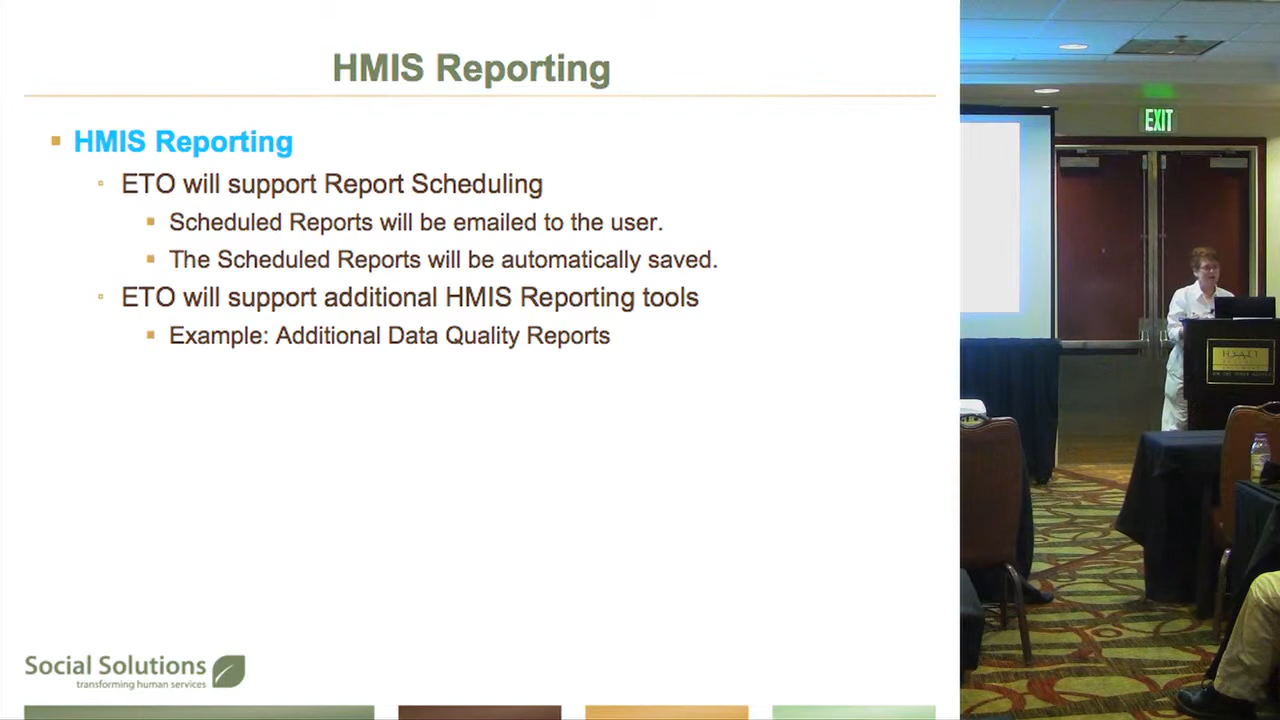 HMIS Reporting
HMIS Reporting
ETO will support Report Scheduling
Scheduled Reports will be emailed to the user.
The Scheduled Reports will be automatically saved.
ETO will support additional HMIS Reporting tools
Example: Additional Data Quality Reports
Social Solutions
transforming human services
EXIT
HYATT